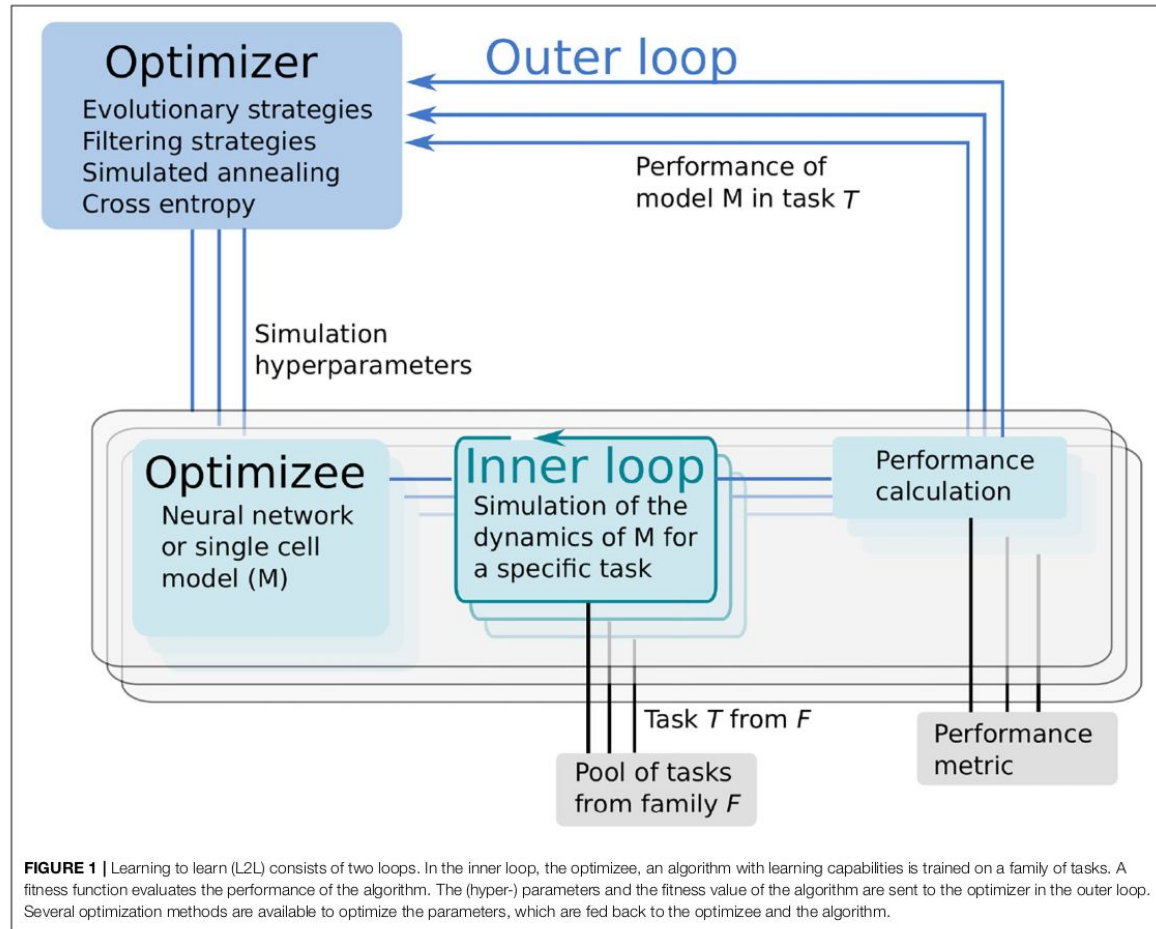 Optimizer
Evolutionary strategies
Filtering strategies
Simulated annealing
Cross entropy
Outer loop
Performance of
model M in task T
Simulation
hyperparameters
Optimizee
Neural network
or single cell
model (M)
Inner loop
Simulation of the
dynamics of M for
a specific task
Performance
calculation
Task T from F
Pool of tasks
from family F
Performance
metric
FIGURE 1 | Learning to learn (L2L) consists of two loops. In the inner loop, the optimizee, an algorithm with learning capabilities is trained on a family of tasks. A
fitness function evaluates the performance of the algorithm. The (hyper-) parameters and the fitness value of the algorithm are sent to the optimizer in the outer loop.
Several optimization methods are available to optimize the parameters, which are fed back to the optimizee and the algorithm.